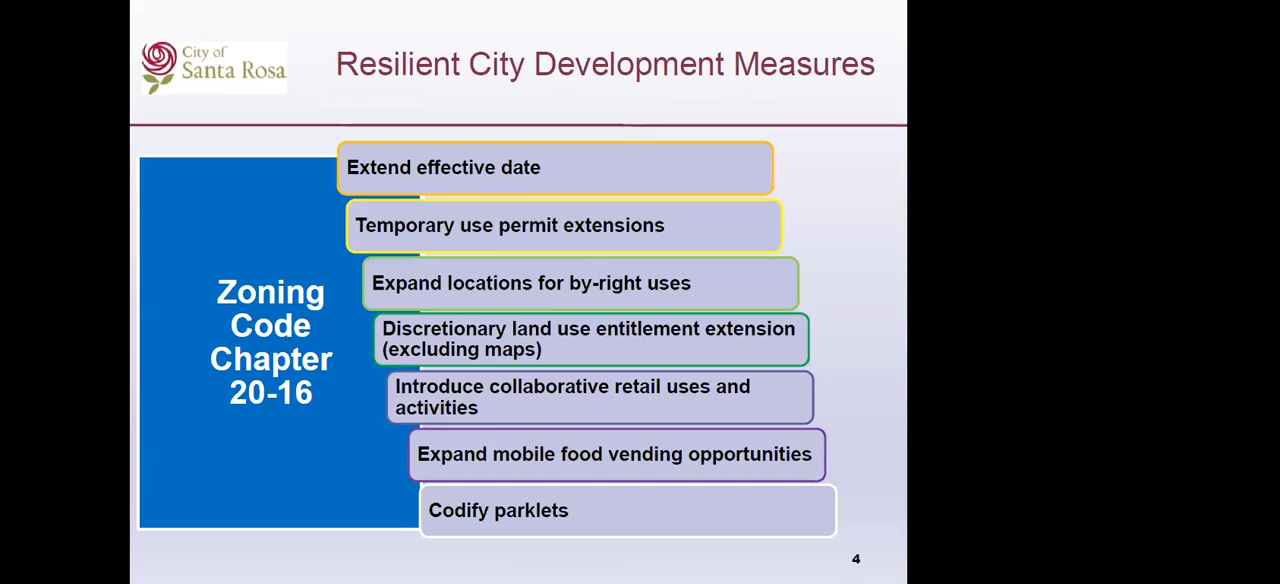 City of
Santa Rosa
Resilient City Development Measures
Zoning
Code
Chapter
20-16
Extend effective date
Temporary use permit extensions
Expand locations for by-right uses
Discretionary land use entitlement extension
(excluding maps)
Introduce collaborative retail uses and
activities
Expand mobile food vending opportunities
Codify parklets
4